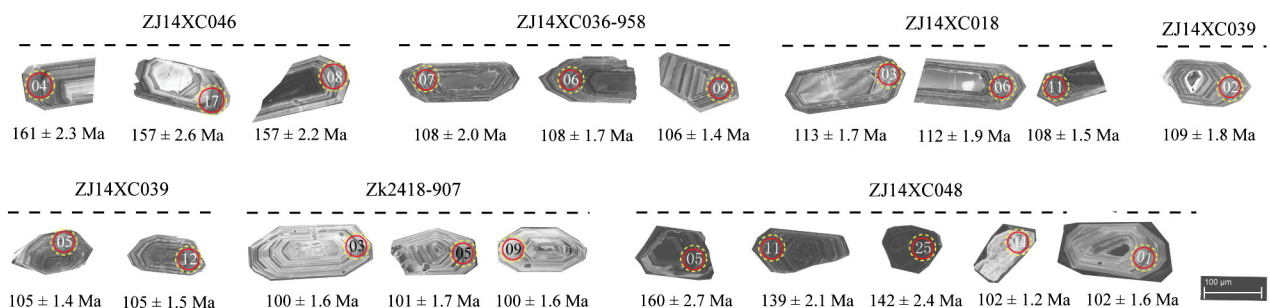 ZJ14XC046 ZJ14XC036-958 ZJ14XC018 ZJ14XC039
04 17 08 07 06 09 03 06 11 02
161 ± 2.3 Ma 157 ± 2.6 Ma 157 ± 2.2 Ma 108 ± 2.0 Ma 108 ± 1.7 Ma 106 ± 1.4 Ma 113 ± 1.7 Ma 112 ± 1.9 Ma 108 ± 1.5 Ma 109 ± 1.8 Ma
ZJ14XC039 Zk2418-907 ZJ14XC048
05 12 03 05 09 05 11 25 04 01
105 ± 1.4 Ma 105 ± 1.5 Ma 100 ± 1.6 Ma 101 ± 1.7 Ma 100 ± 1.6 Ma 160 ± 2.7 Ma 139 ± 2.1 Ma 142 ± 2.4 Ma 102 ± 1.2 Ma 102 ± 1.6 Ma
100 µm